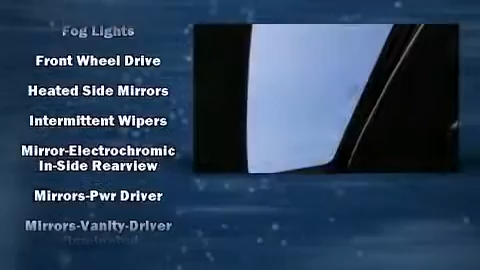 Fog Lights
Front Wheel Drive
Heated Side Mirrors
Intermittent Wipers
Mirror-Electrochromic
In-Side Rearview
Mirrors-Pwr Driver
Mirrors-Vanity-Driver